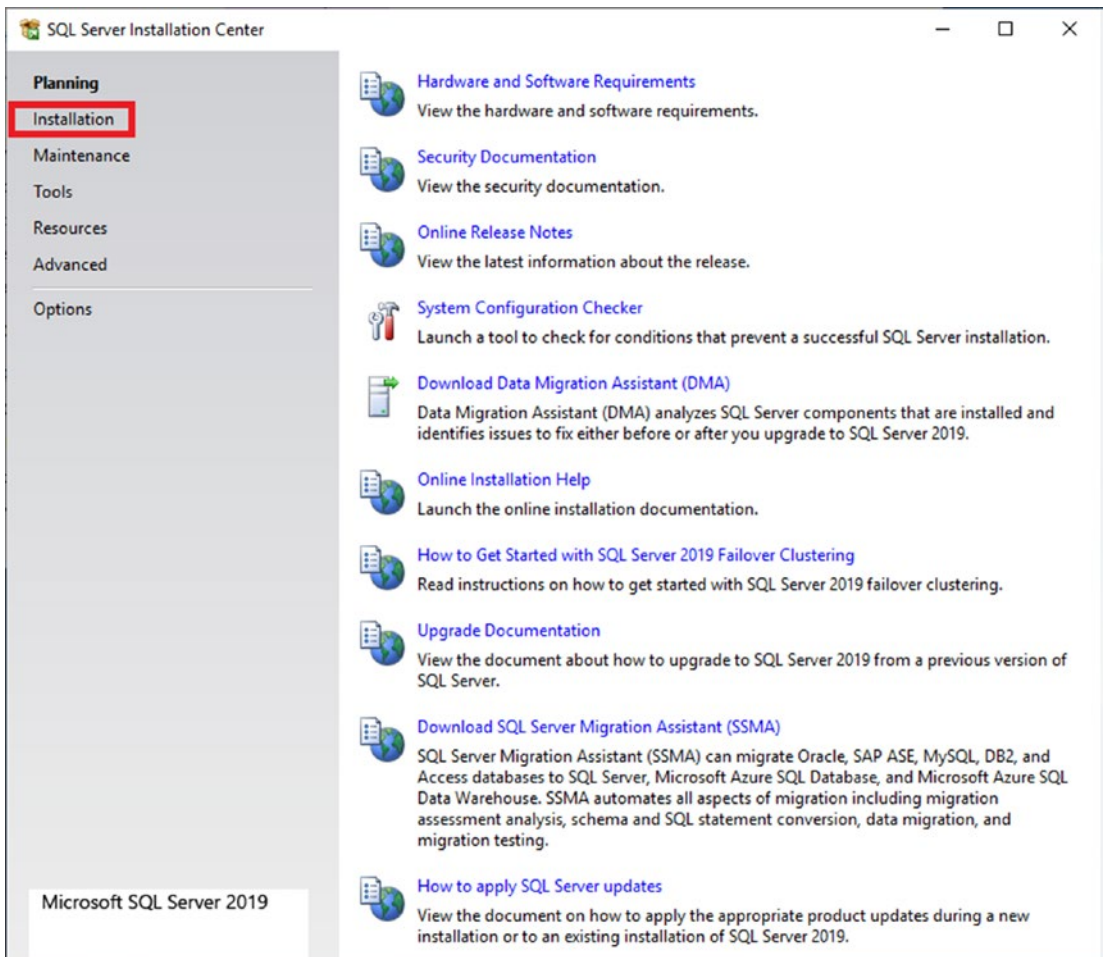 SQL Server Installation Center
Planning
Installation
Maintenance
Tools
Resources
Advanced
Options
Microsoft SQL Server 2019
Hardware and Software Requirements
View the hardware and software requirements.
Security Documentation
View the security documentation.
Online Release Notes
View the latest information about the release.
System Configuration Checker
Launch a tool to check for conditions that prevent a successful SQL Server installation.
Download Data Migration Assistant (DMA)
Data Migration Assistant (DMA) analyzes SQL Server components that are installed and
identifies issues to fix either before or after you upgrade to SQL Server 2019.
Online Installation Help
Launch the online installation documentation.
How to Get Started with SQL Server 2019 Failover Clustering
Read instructions on how to get started with SQL Server 2019 failover clustering.
Upgrade Documentation
View the document about how to upgrade to SQL Server 2019 from a previous version of
SQL Server.
Download SQL Server Migration Assistant (SSMA)
SQL Server Migration Assistant (SSMA) can migrate Oracle, SAP ASE, MySQL, DB2, and
Access databases to SQL Server, Microsoft Azure SQL Database, and Microsoft Azure SQL
Data Warehouse. SSMA automates all aspects of migration including migration
assessment analysis, schema and SQL statement conversion, data migration, and
migration testing.
How to apply SQL Server updates
View the document on how to apply the appropriate product updates during a new
installation or to an existing installation of SQL Server 2019.